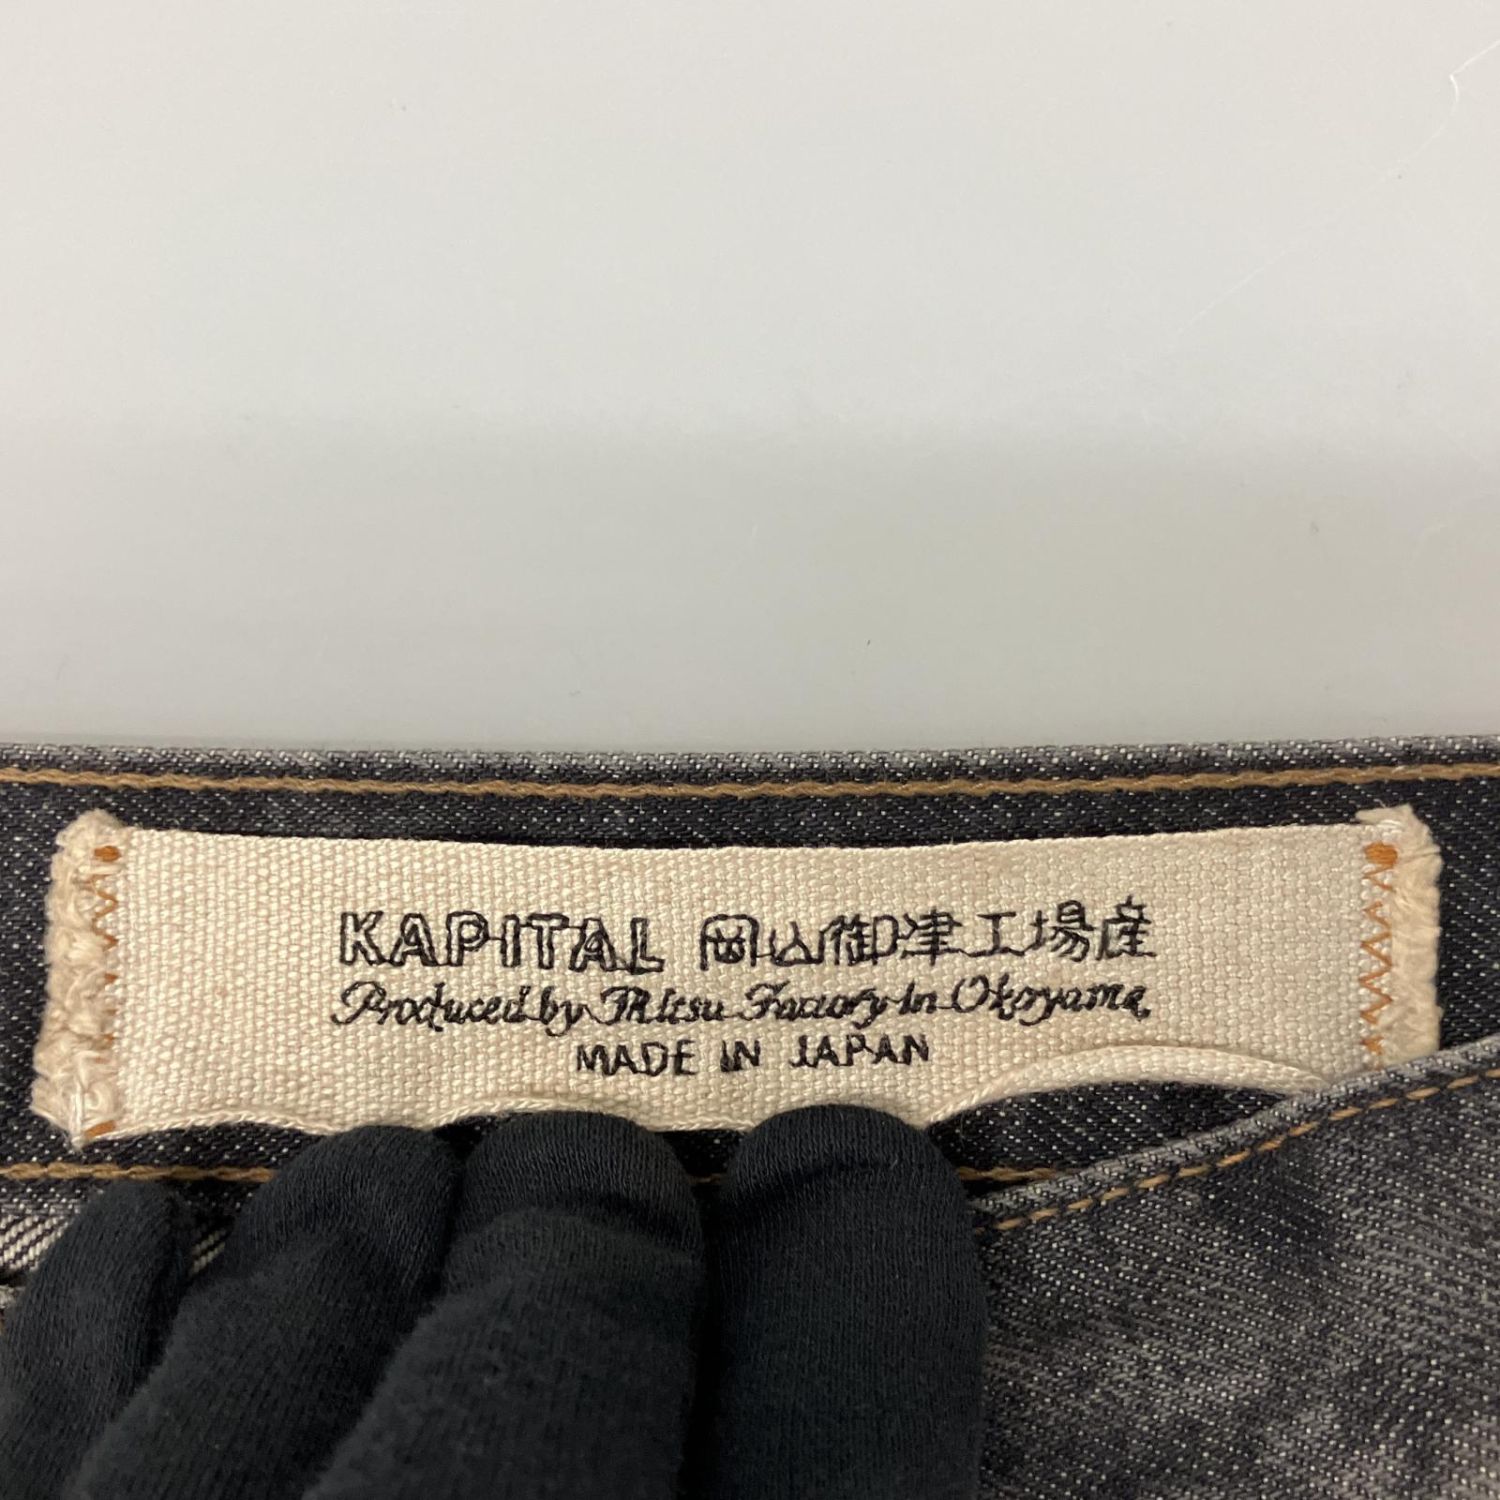 KAPITAL 岡山御津工場産
Produced by Mitsu Factory in Okayama.
MADE IN JAPAN